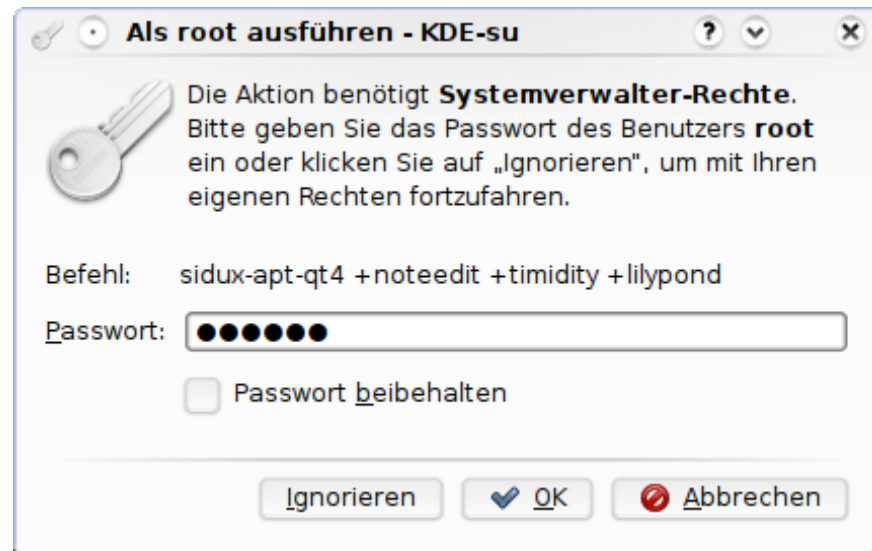 Als root ausführen - KDE-su
Die Aktion benötigt Systemverwalter-Rechte.
Bitte geben Sie das Passwort des Benutzers root
ein oder klicken Sie auf „Ignorieren", um mit Ihren
eigenen Rechten fortzufahren.
Befehl: sidux-apt-qt4 +noteedit +timidity +lilypond
Passwort: ●●●●●●
Passwort beibehalten
Ignorieren OK Abbrechen